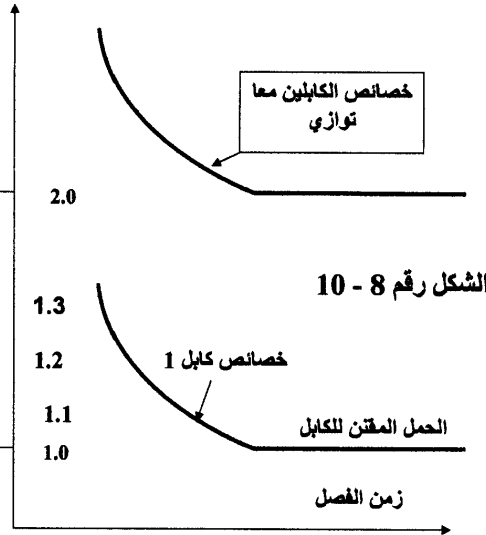 خصائص الكابلين معا
توازي
2.0
الشكل رقم 8 - 10
1.3
1.2
خصائص كابل 1
1.1
الحمل المقنن للكابل
1.0
زمن الفصل